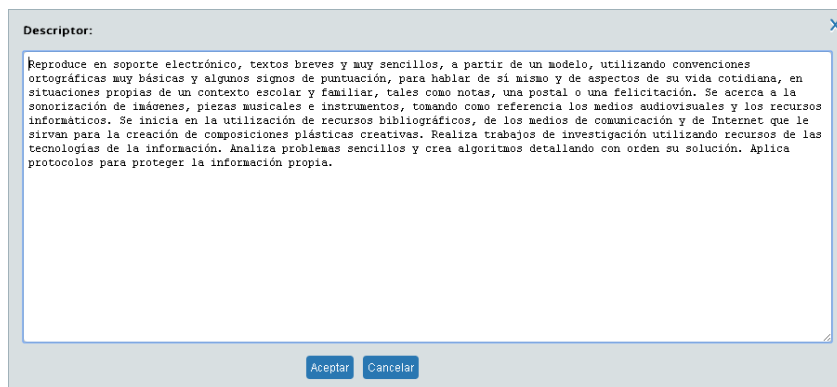 Descriptor:
X
Reproduce en soporte electrónico, textos breves y muy sencillos, a partir de un modelo, utilizando convenciones
ortográficas muy básicas y algunos signos de puntuación, para hablar de sí mismo y de aspectos de su vida cotidiana, en
situaciones propias de un contexto escolar y familiar, tales como notas, una postal o una felicitación. Se acerca a la
sonorización de imágenes, piezas musicales e instrumentos, tomando como referencia los medios audiovisuales y los recursos
informáticos. Se inicia en la utilización de recursos bibliográficos, de los medios de comunicación y de Internet que le
sirvan para la creación de composiciones plásticas creativas. Realiza trabajos de investigación utilizando recursos de las
tecnologías de la información. Analiza problemas sencillos y crea algoritmos detallando con orden su solución. Aplica
protocolos para proteger la información propia.
Aceptar Cancelar